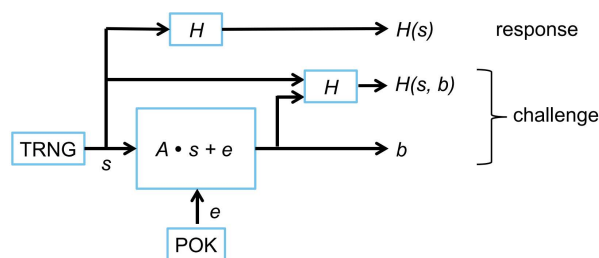 H H(s) response
H H(s, b)
challenge
TRNG s A • s + e b
e
POK